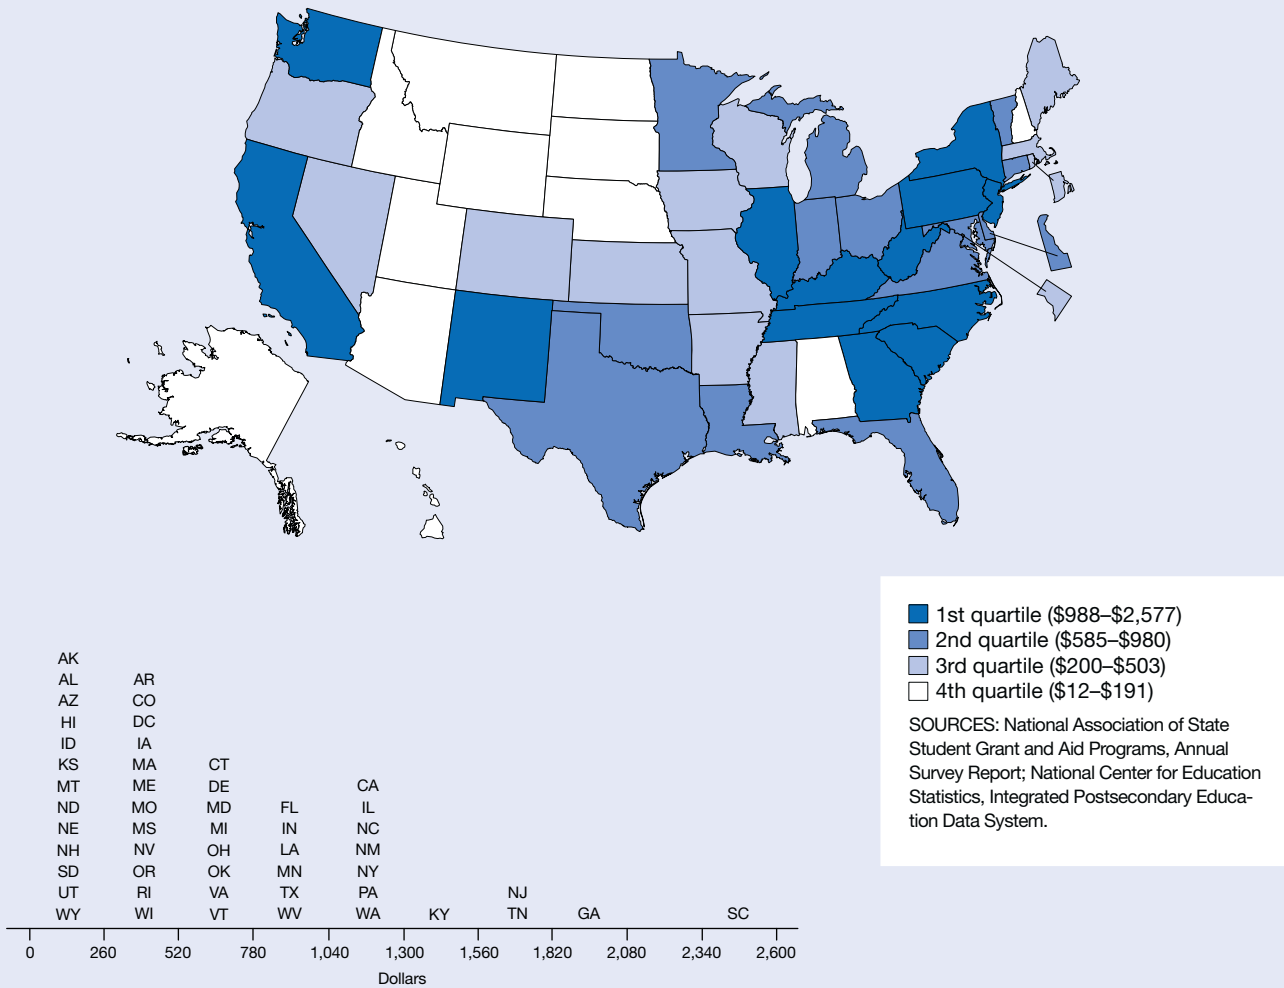 1st quartile ($988–$2,577)
2nd quartile ($585–$980)
3rd quartile ($200–$503)
4th quartile ($12–$191)
SOURCES: National Association of State
Student Grant and Aid Programs, Annual
Survey Report; National Center for Education
Statistics, Integrated Postsecondary Educa-
tion Data System.
AK
AL AR
AZ CO
HI DC
ID IA
KS MA CT
MT ME DE CA
ND MO MD FL IL
NE MS MI IN NC
NH NV OH LA NM
SD OR OK MN NY
UT RI VA TX PA NJ
WY WI VT WV WA KY TN GA SC
0 260 520 780 1,040 1,300 1,560 1,820 2,080 2,340 2,600
Dollars